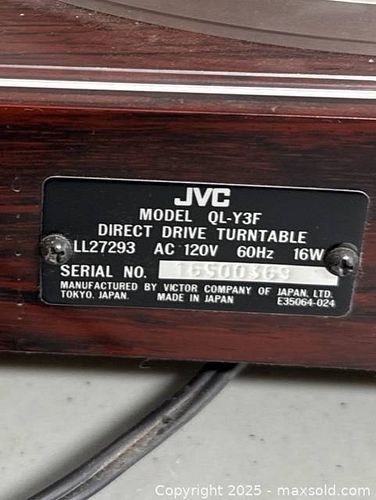 JVC
MODEL QL-Y3F
DIRECT DRIVE TURNTABLE
LL27293 AC 120V 60Hz 16W
SERIAL NO. 16500369
MANUFACTURED BY VICTOR COMPANY OF JAPAN, LTD.
TOKYO. JAPAN. MADE IN JAPAN E35064-024
Copyright © 2025 - maxsold.com